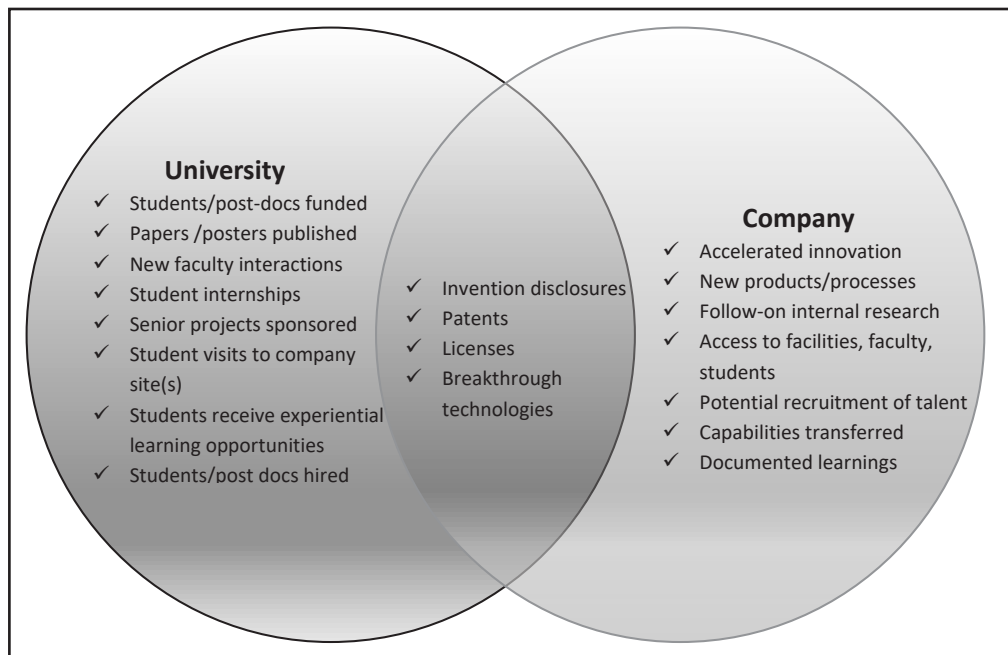 University
✓ Students/post-docs funded
✓ Papers /posters published
✓ New faculty interactions
✓ Student internships
✓ Senior projects sponsored
✓ Student visits to company
site(s)
✓ Students receive experiential
learning opportunities
✓ Students/post docs hired
✓ Invention disclosures
✓ Patents
✓ Licenses
✓ Breakthrough
technologies
Company
✓ Accelerated innovation
✓ New products/processes
✓ Follow-on internal research
✓ Access to facilities, faculty,
students
✓ Potential recruitment of talent
✓ Capabilities transferred
✓ Documented learnings